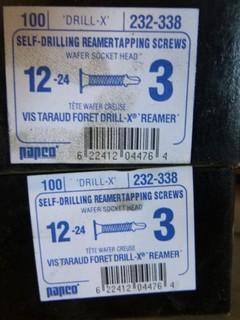 100 'DRILL-X' 232-338
SELF-DRILLING REAMERTAPPING SCREWS
WAFER SOCKET HEAD
12-24 3
TÊTE WAFER CREUSE
VIS TARAUD FORET DRILL-X® 'REAMER'
papco
6 22412 04476 4
100 'DRILL-X' 232-338
SELF-DRILLING REAMERTAPPING SCREWS
WAFER SOCKET HEAD
12-24 3
TÊTE WAFER CREUSE
VIS TARAUD FORET DRILL-X® 'REAMER'
papco
6 22412 04476 4